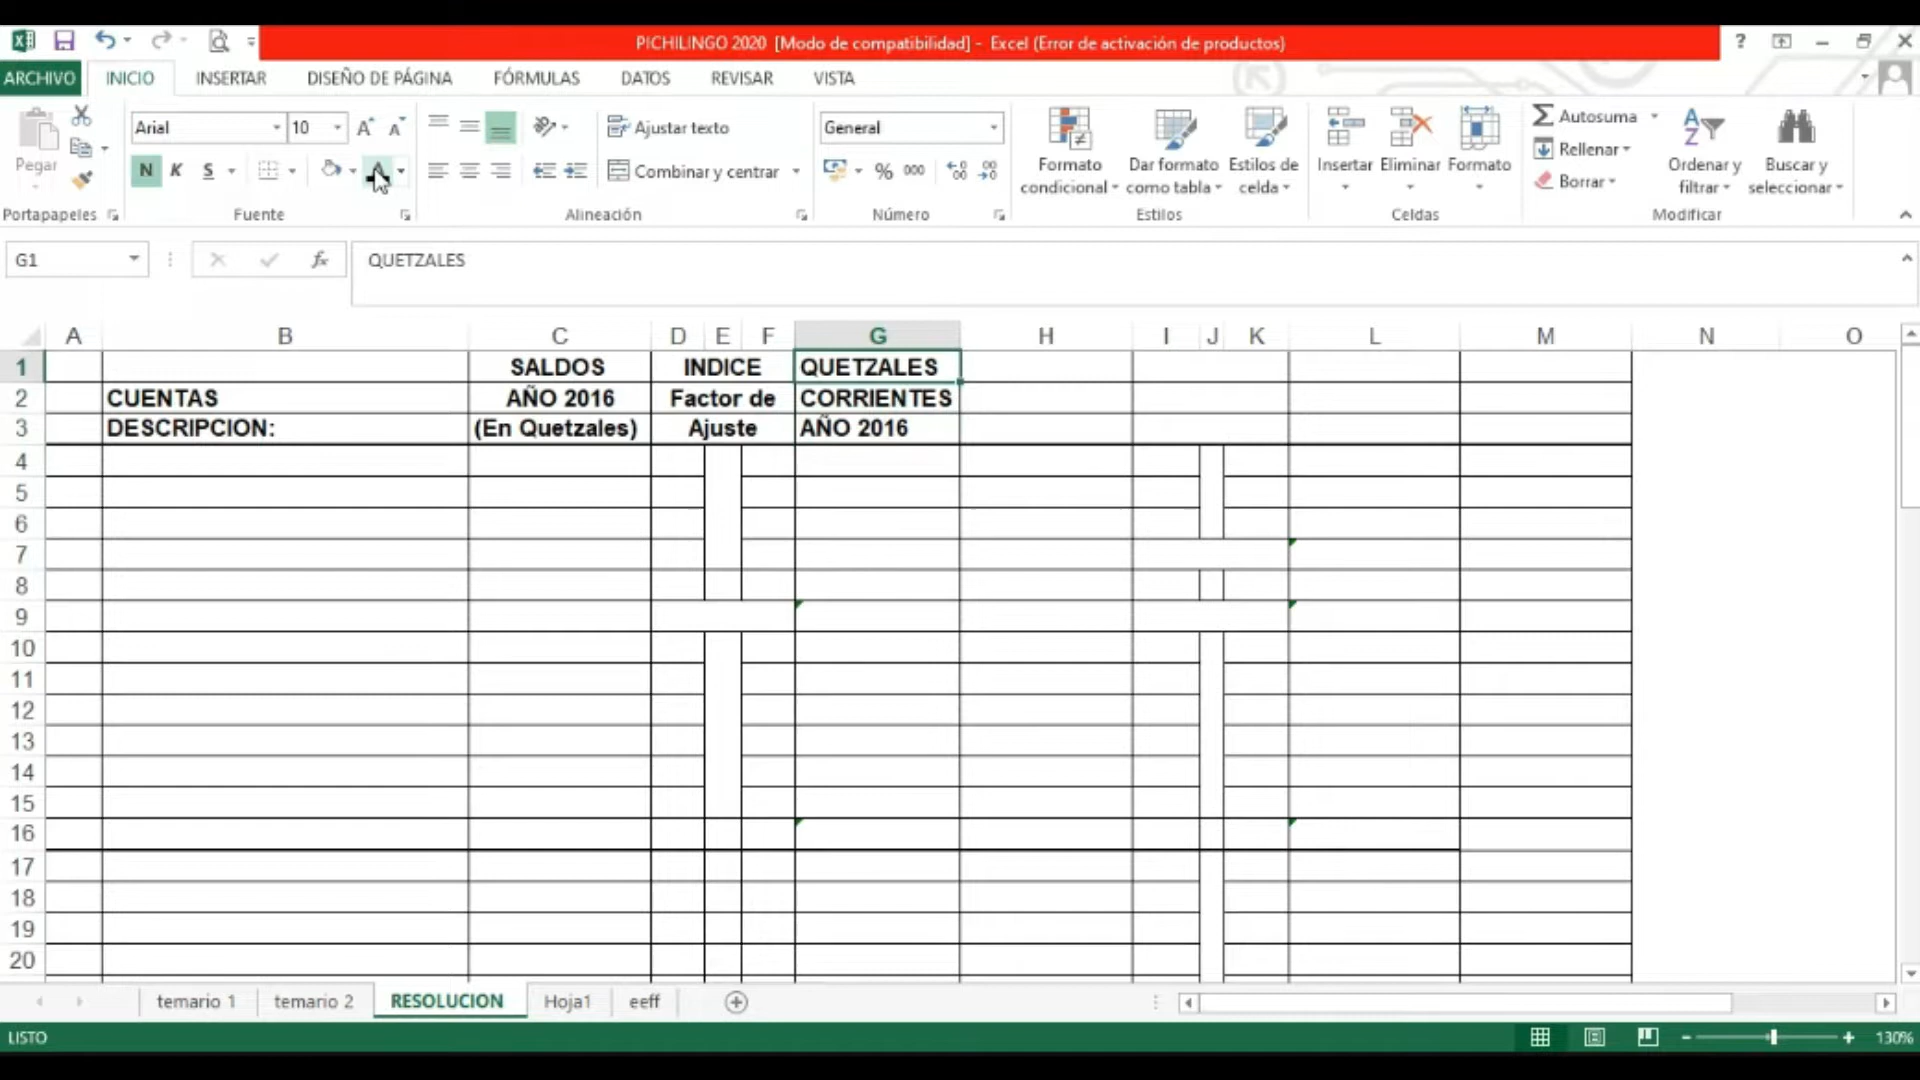 PICHILINGO 2020 [Modo de compatibilidad] - Excel (Error de activación de productos)
?
ARCHIVO INICIO INSERTAR DISEÑO DE PÁGINA FÓRMULAS DATOS REVISAR VISTA
Pegar
Arial 10
N K S
Ajustar texto
Combinar y centrar
General
% 000
Formato condicional
Dar formato como tabla
Estilos de celda
Insertar Eliminar Formato
Autosuma
Rellenar
Borrar
Ordenar y filtrar
Buscar y seleccionar
Portapapeles Fuente Alineación Número Estilos Celdas Modificar
G1 fx QUETZALES
A B C D E F G H I J K L M N O
1 SALDOS INDICE QUETZALES
2 CUENTAS AÑO 2016 Factor de CORRIENTES
3 DESCRIPCION: (En Quetzales) Ajuste AÑO 2016
4
5
6
7
8
9
10
11
12
13
14
15
16
17
18
19
20
temario 1 temario 2 RESOLUCION Hoja1 eeff
LISTO 130%